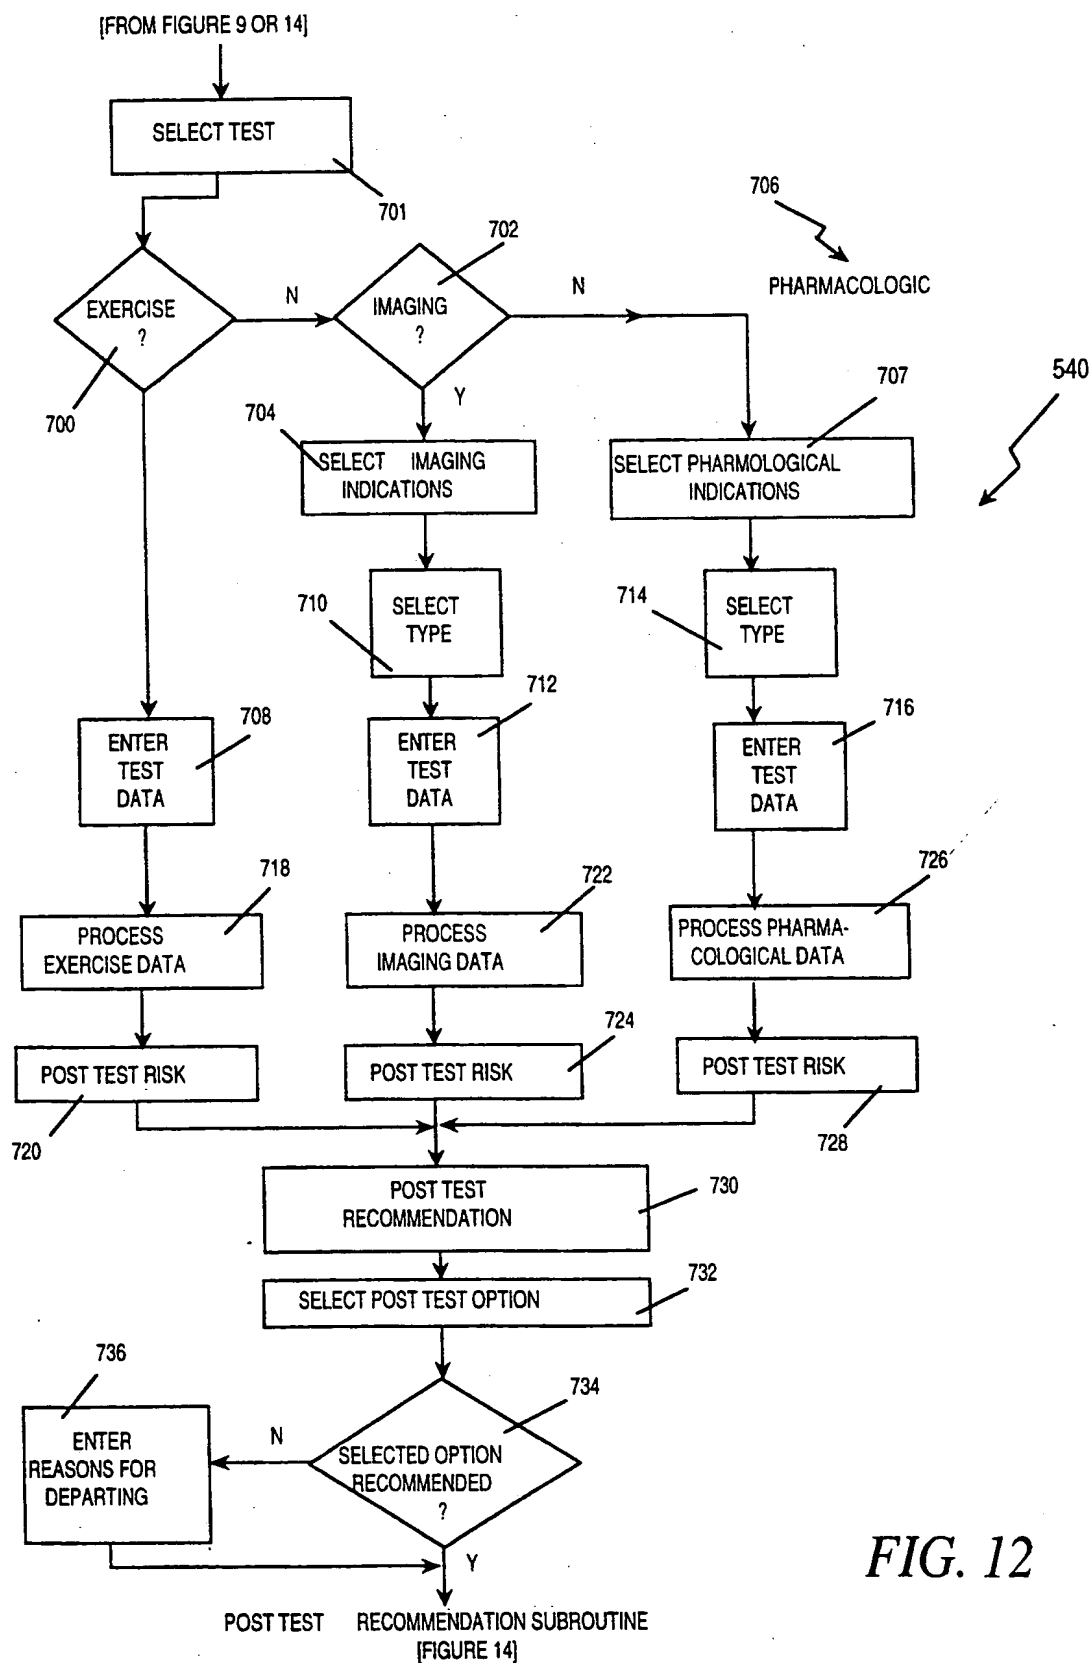 [FROM FIGURE 9 OR 14]
SELECT TEST
701
706
702
PHARMACOLOGIC
EXERCISE
?
N
IMAGING
?
N
700
Y
540
704
707
SELECT IMAGING
INDICATIONS
SELECT PHARMOLOGICAL
INDICATIONS
710
SELECT
TYPE
714
SELECT
TYPE
708
712
716
ENTER
TEST
DATA
ENTER
TEST
DATA
ENTER
TEST
DATA
718
722
726
PROCESS
EXERCISE DATA
PROCESS
IMAGING DATA
PROCESS PHARMA-
COLOGICAL DATA
724
POST TEST RISK
POST TEST RISK
POST TEST RISK
720
728
POST TEST
RECOMMENDATION
730
SELECT POST TEST OPTION
732
736
734
ENTER
REASONS FOR
DEPARTING
N
SELECTED OPTION
RECOMMENDED
?
Y
FIG. 12
POST TEST RECOMMENDATION SUBROUTINE
[FIGURE 14]